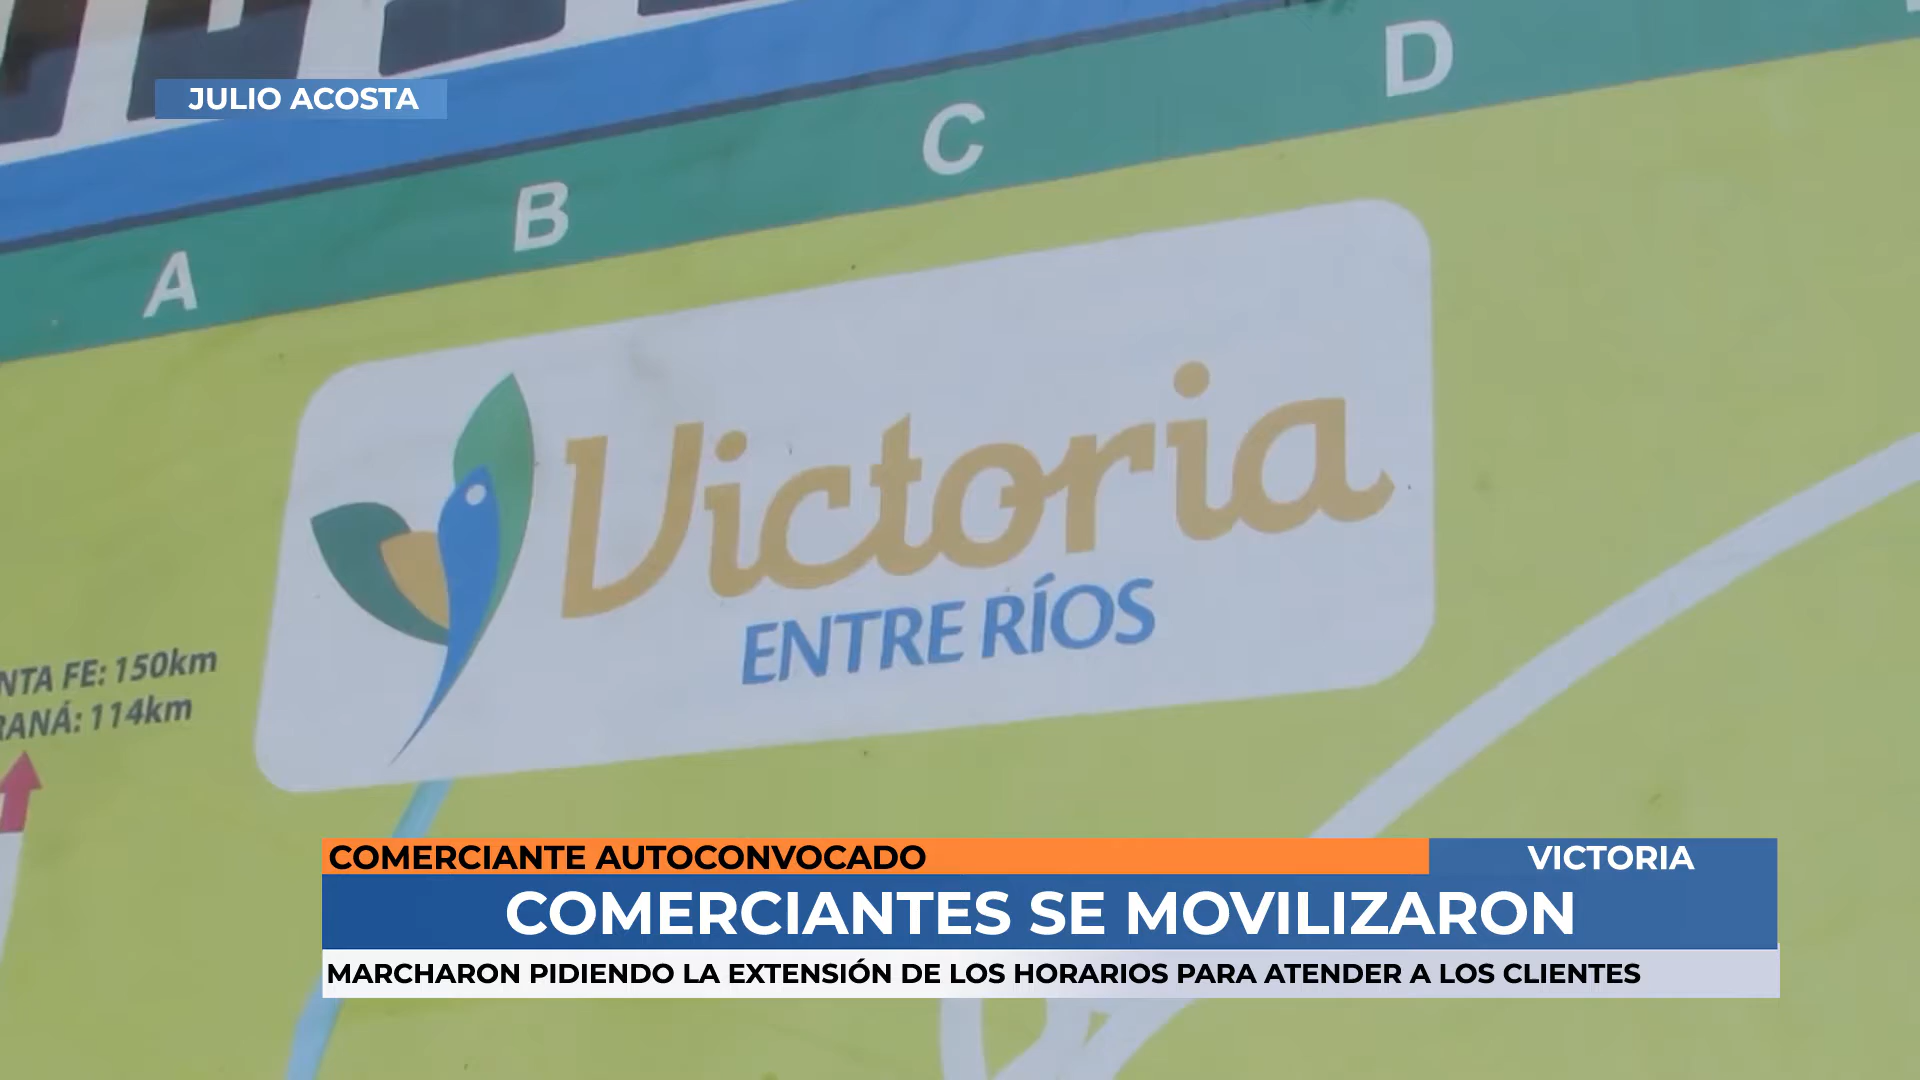 JULIO ACOSTA
A B C D
Victoria
ENTRE RÍOS
NTA FE: 150km
RANÁ: 114km
COMERCIANTE AUTOCONVOCADO
VICTORIA
COMERCIANTES SE MOVILIZARON
MARCHARON PIDIENDO LA EXTENSIÓN DE LOS HORARIOS PARA ATENDER A LOS CLIENTES